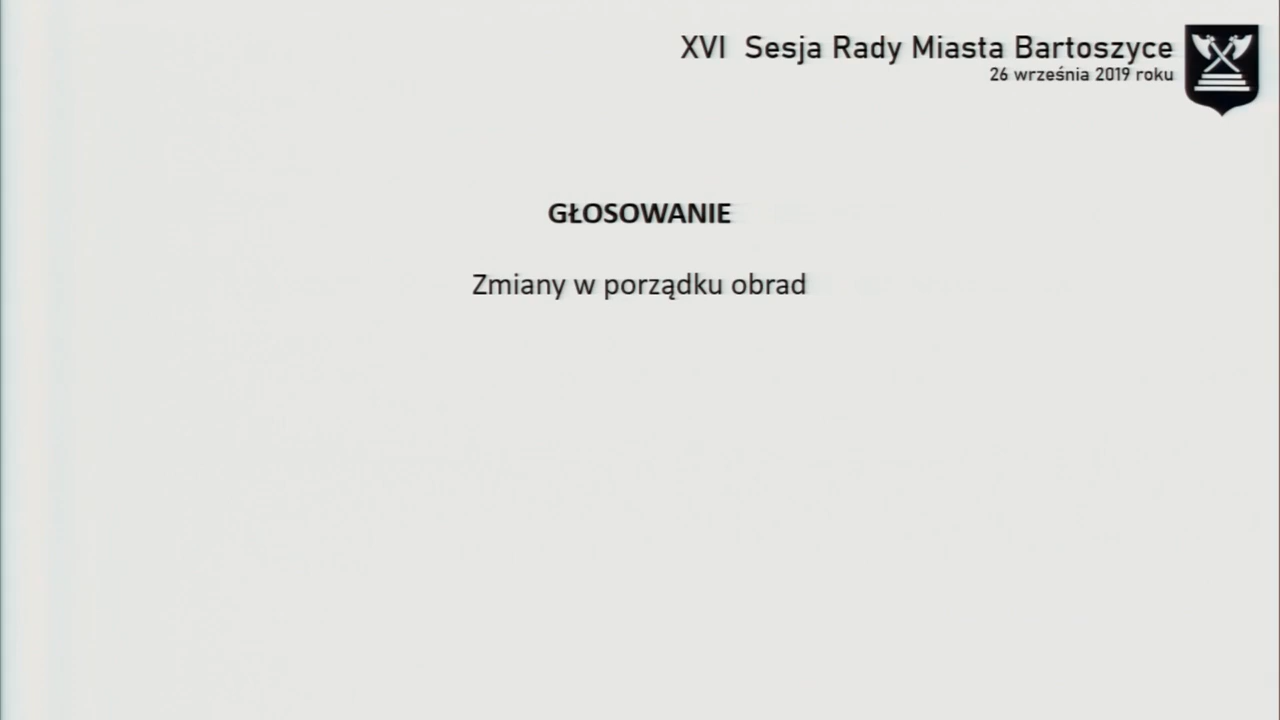 XVI Sesja Rady Miasta Bartoszyce
26 września 2019 roku
GŁOSOWANIE
Zmiany w porządku obrad